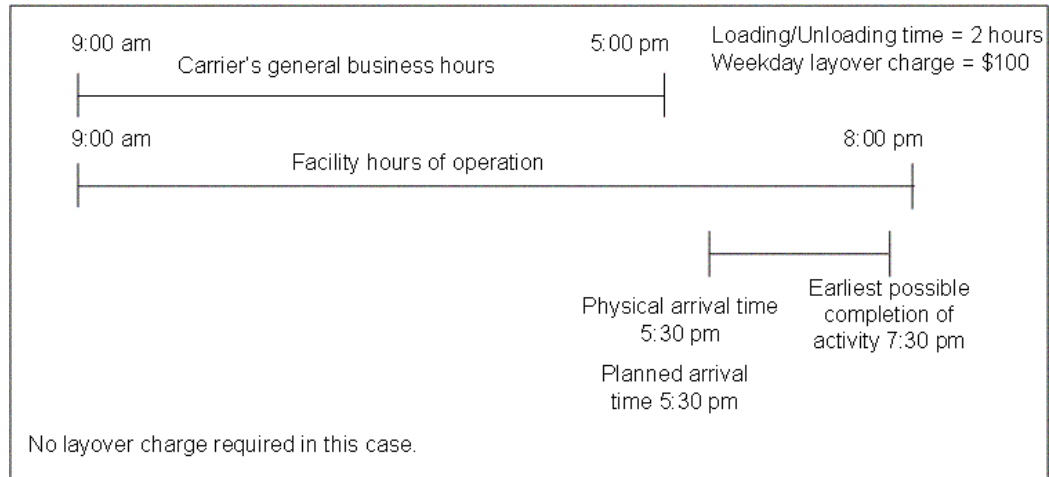 9:00 am
5:00 pm
Carrier's general business hours
Loading/Unloading time = 2 hours
Weekday layover charge = $100
9:00 am
8:00 pm
Facility hours of operation
Physical arrival time
5:30 pm
Planned arrival
time 5:30 pm
Earliest possible
completion of
activity 7:30 pm
No layover charge required in this case.